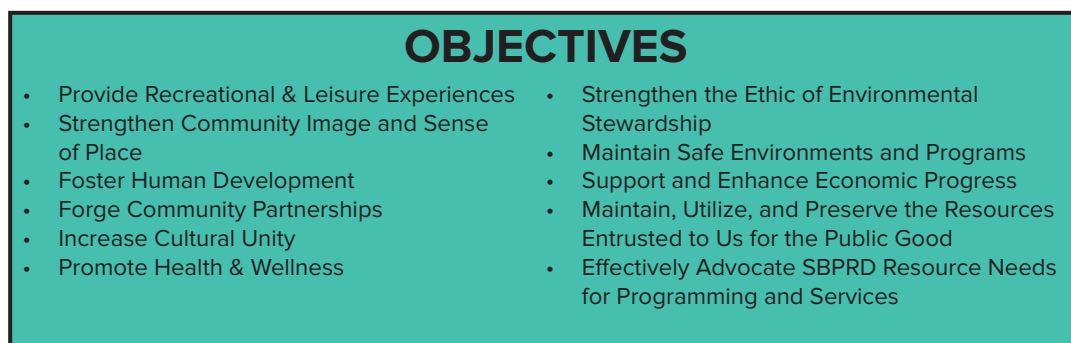 OBJECTIVES
• Provide Recreational & Leisure Experiences
• Strengthen Community Image and Sense
of Place
• Foster Human Development
• Forge Community Partnerships
• Increase Cultural Unity
• Promote Health & Wellness
• Strengthen the Ethic of Environmental
Stewardship
• Maintain Safe Environments and Programs
• Support and Enhance Economic Progress
• Maintain, Utilize, and Preserve the Resources
Entrusted to Us for the Public Good
• Effectively Advocate SBPRD Resource Needs
for Programming and Services